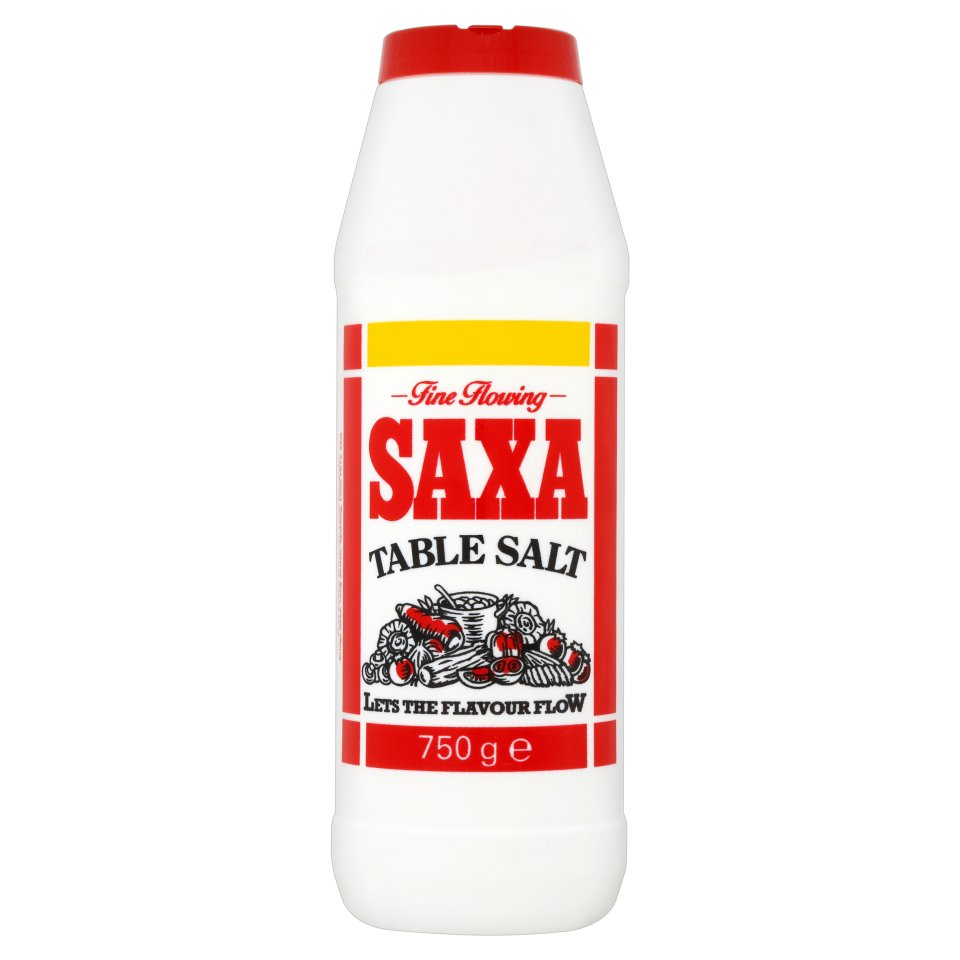 Fine Flowing
SAXA
TABLE SALT
LETS THE FLAVOUR FLOW
750 g e